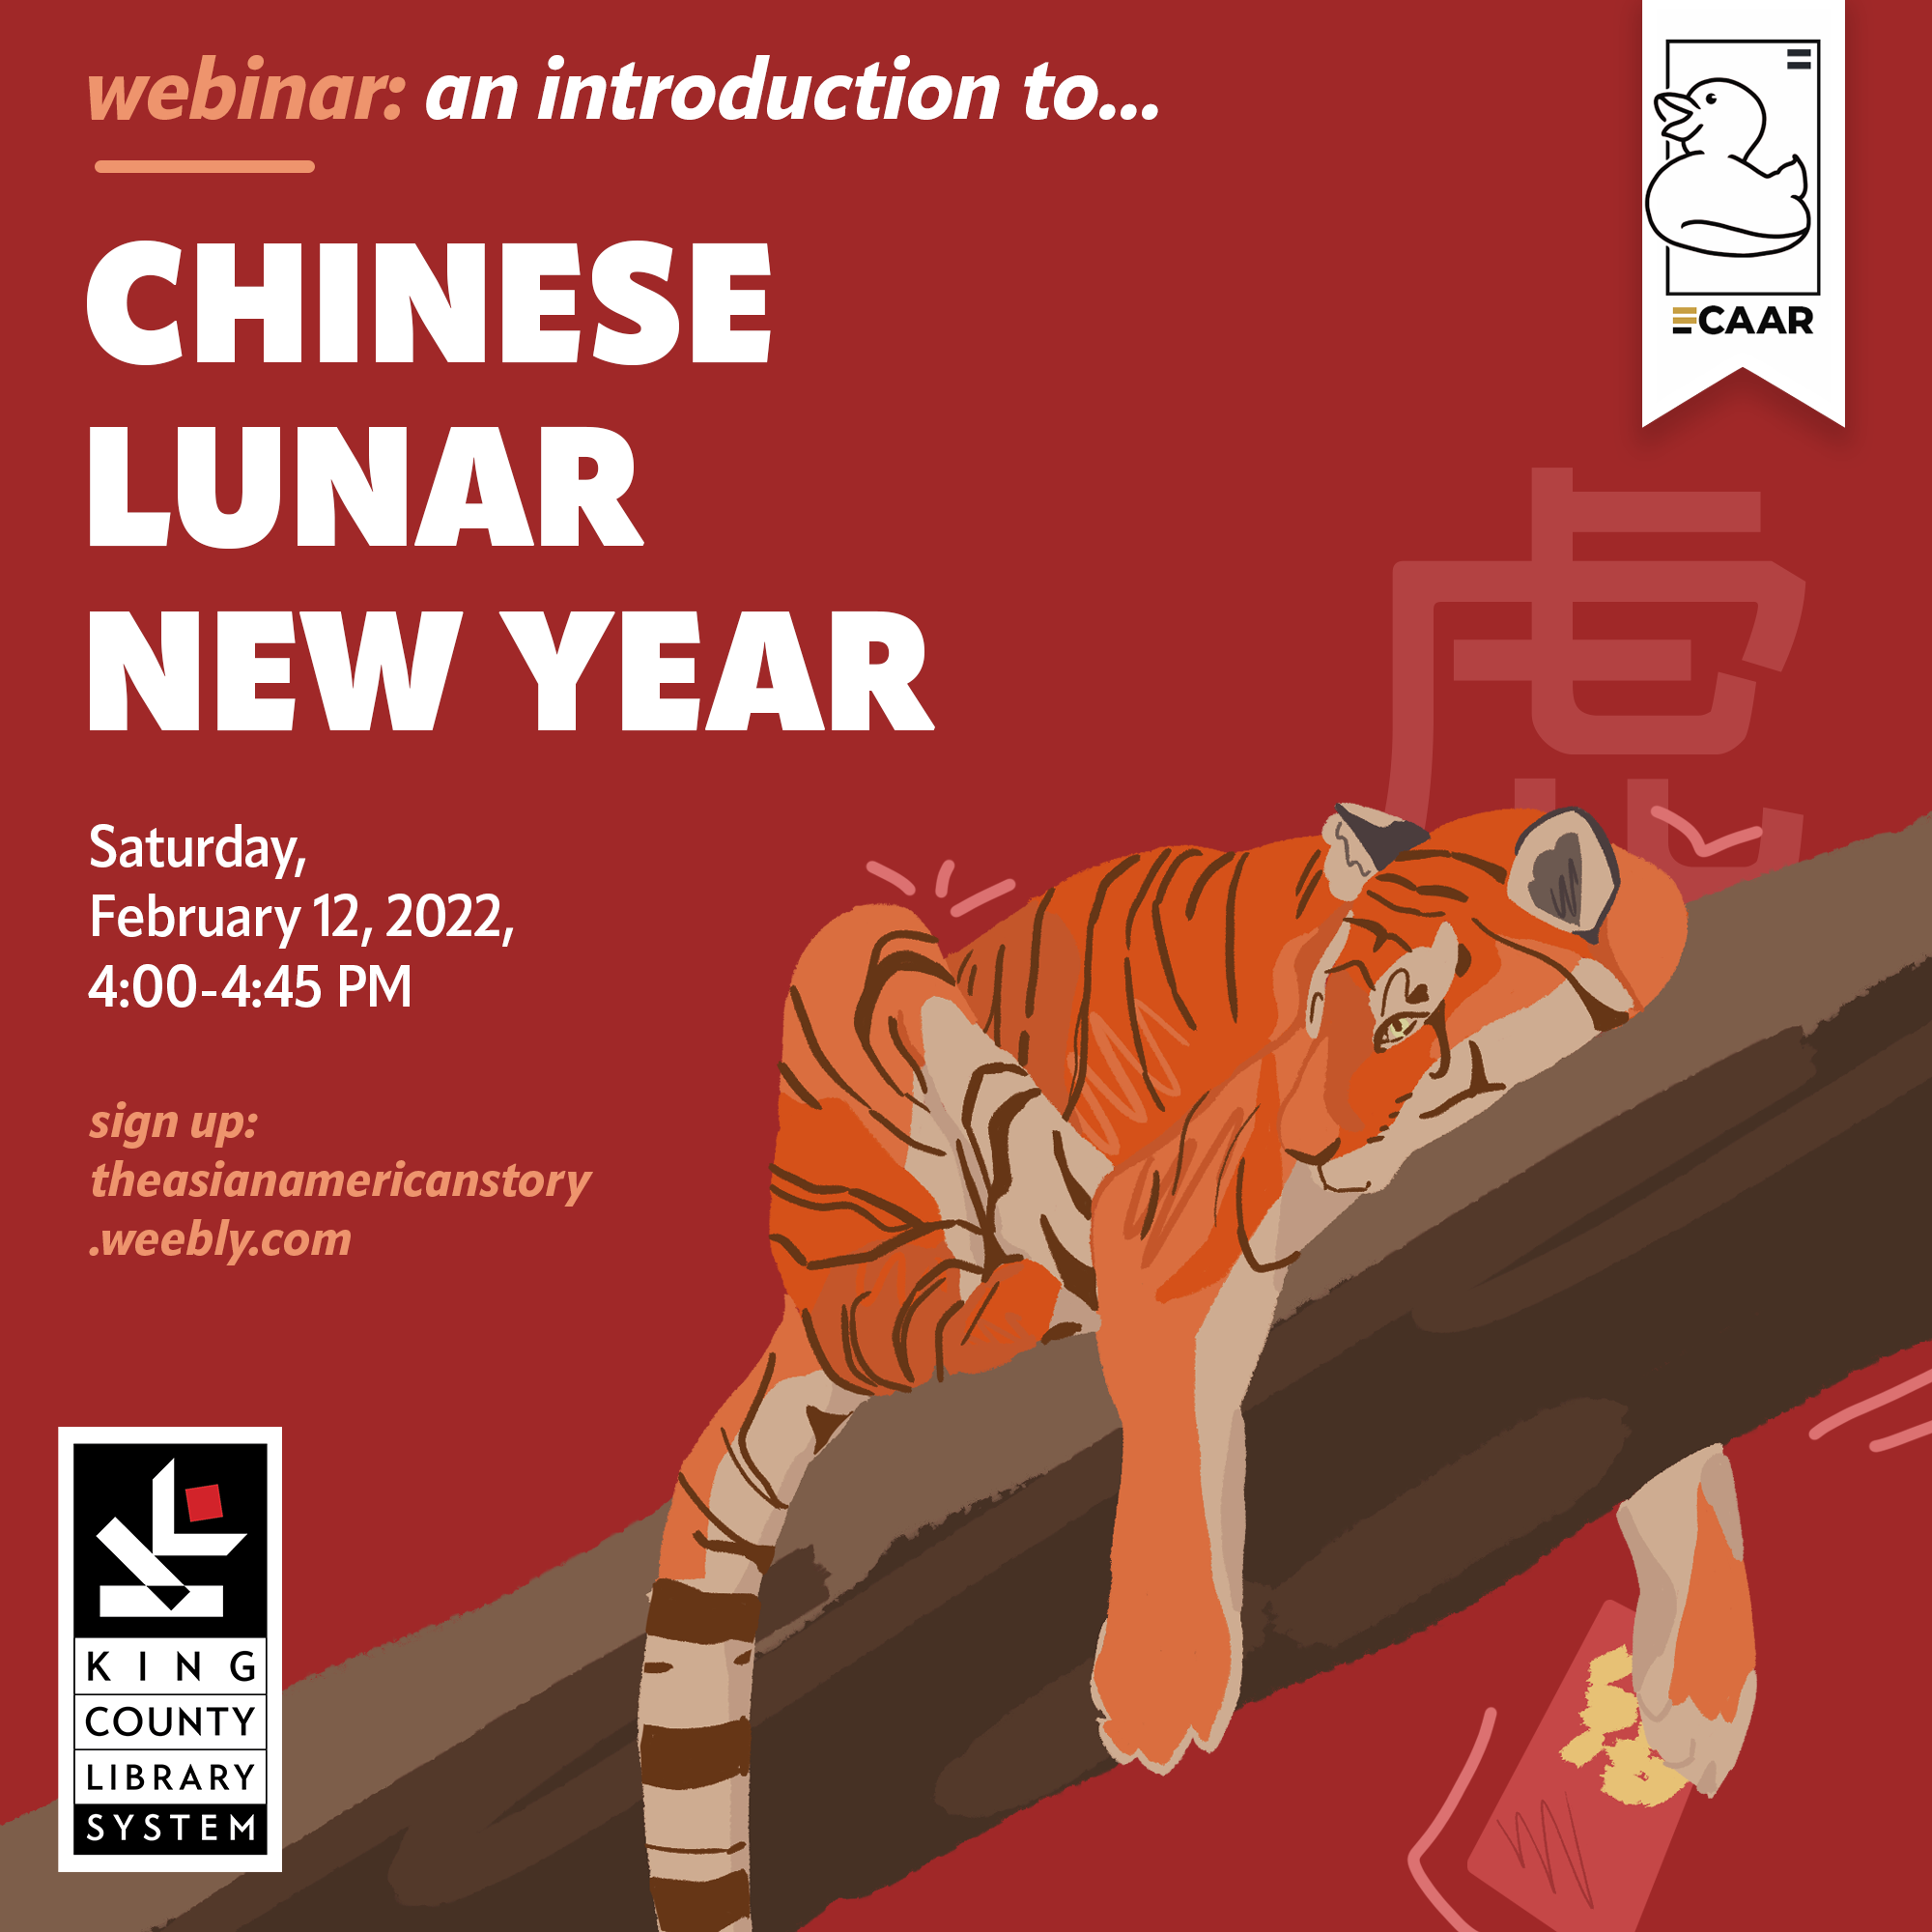 webinar: an introduction to...
CHINESE
LUNAR
NEW YEAR
Saturday,
February 12, 2022,
4:00-4:45 PM
sign up:
theasianamericanstory
.weebly.com
CAAR
虎
KING
COUNTY
LIBRARY
SYSTEM